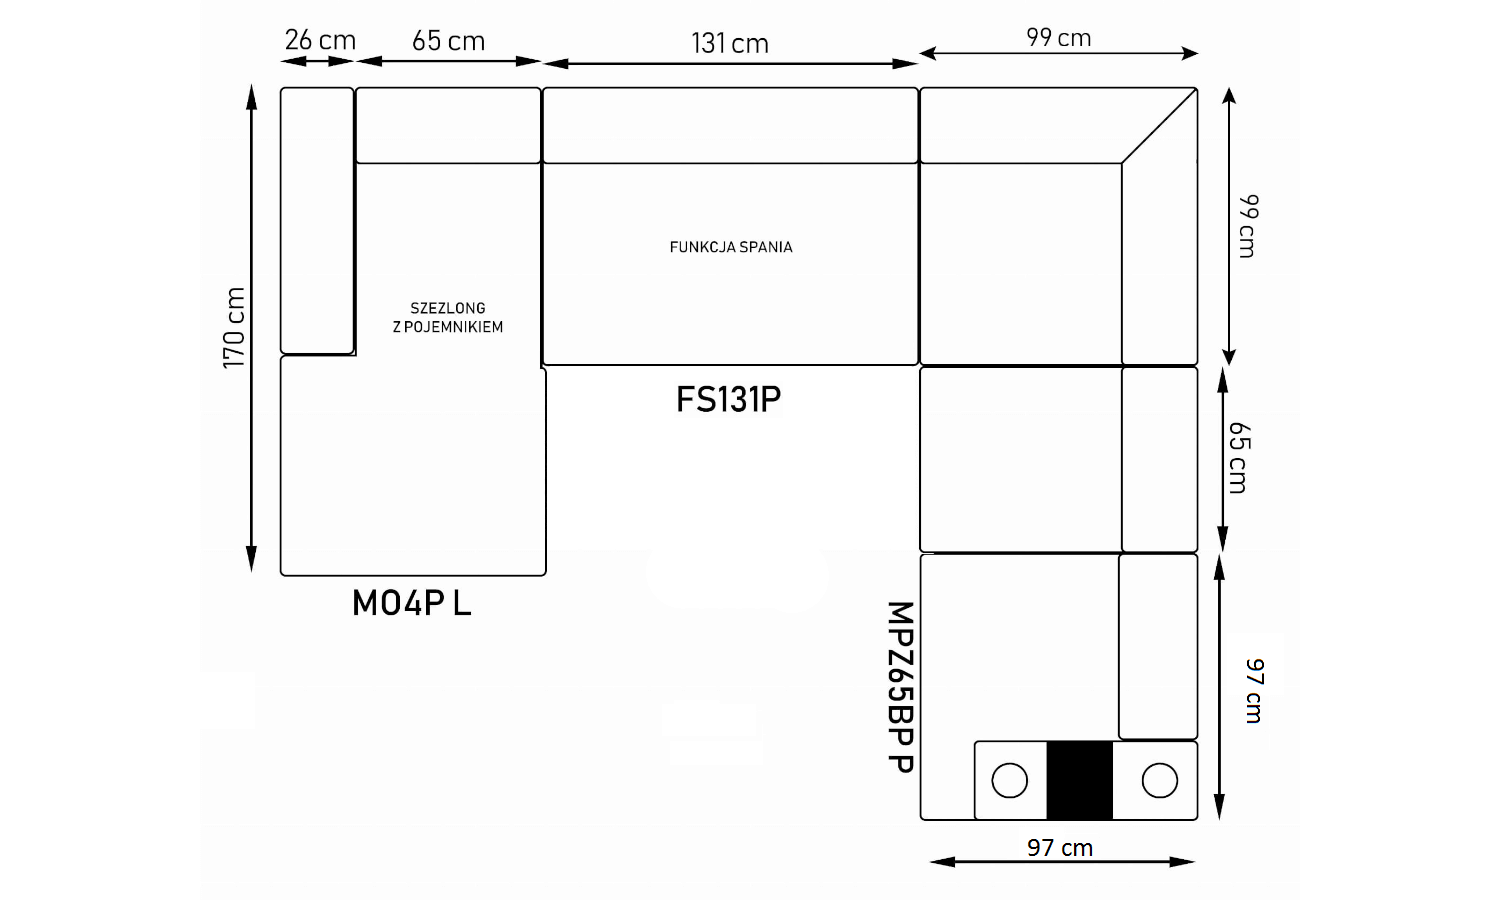 26 cm
65 cm
131 cm
99 cm
99 cm
170 cm
FUNKCJA SPANIA
SZEZLONG
Z POJEMNIKIEM
FS131P
65 cm
MO4P L
MPZ65BP P
97 cm
97 cm